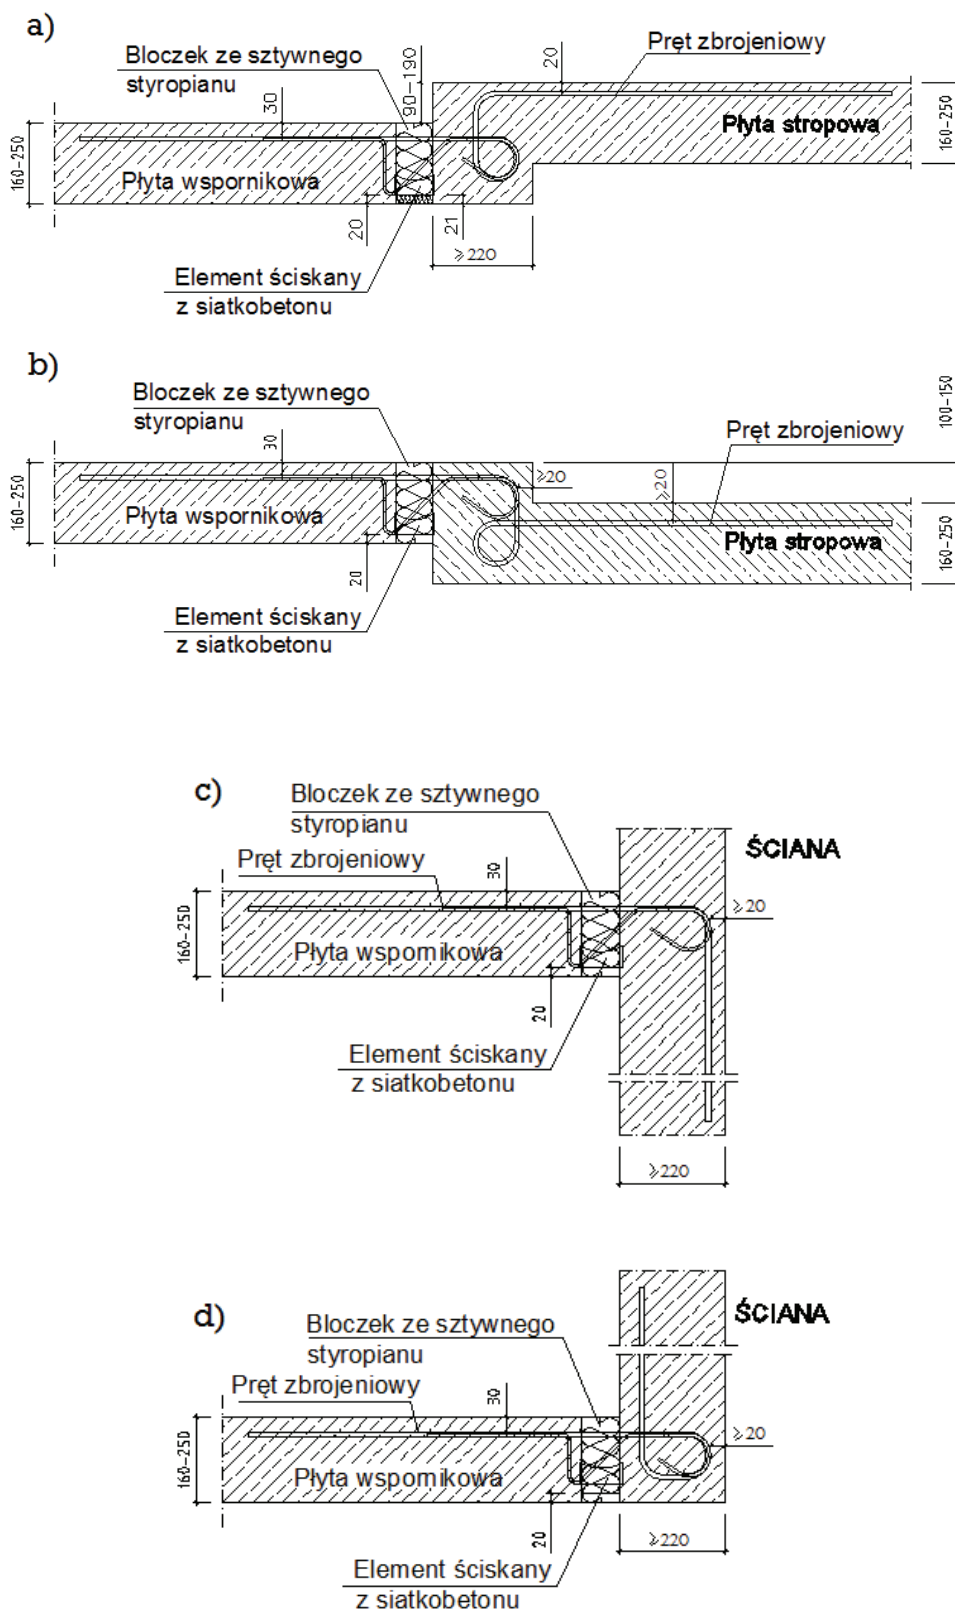 a)
Bloczek ze sztywnego
styropianu
Pręt zbrojeniowy
20
90-190
30
160-250
160-250
Płyta stropowa
Płyta wspornikowa
20
21
≥220
Element ściskany
z siatkobetonu
b)
Bloczek ze sztywnego
styropianu
100-150
Pręt zbrojeniowy
30
≥20
≥20
160-250
Płyta wspornikowa
Płyta stropowa
160-250
20
Element ściskany
z siatkobetonu
c)
Bloczek ze sztywnego
styropianu
ŚCIANA
Pręt zbrojeniowy
30
≥20
160-250
Płyta wspornikowa
20
Element ściskany
z siatkobetonu
≥220
d)
ŚCIANA
Bloczek ze sztywnego
styropianu
Pręt zbrojeniowy
30
≥20
160-250
Płyta wspornikowa
20
≥220
Element ściskany
z siatkobetonu